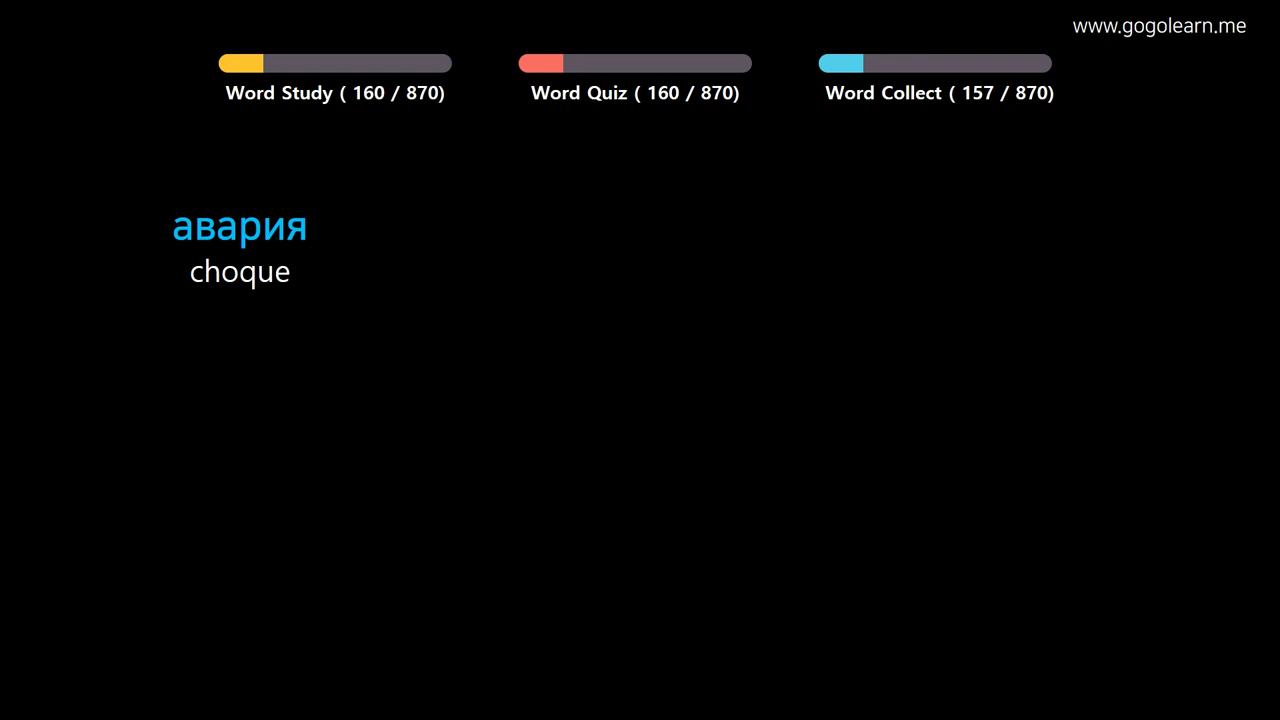 www.gogolearn.me
Word Study ( 160 / 870)
Word Quiz ( 160 / 870)
Word Collect ( 157 / 870)
авария
choque